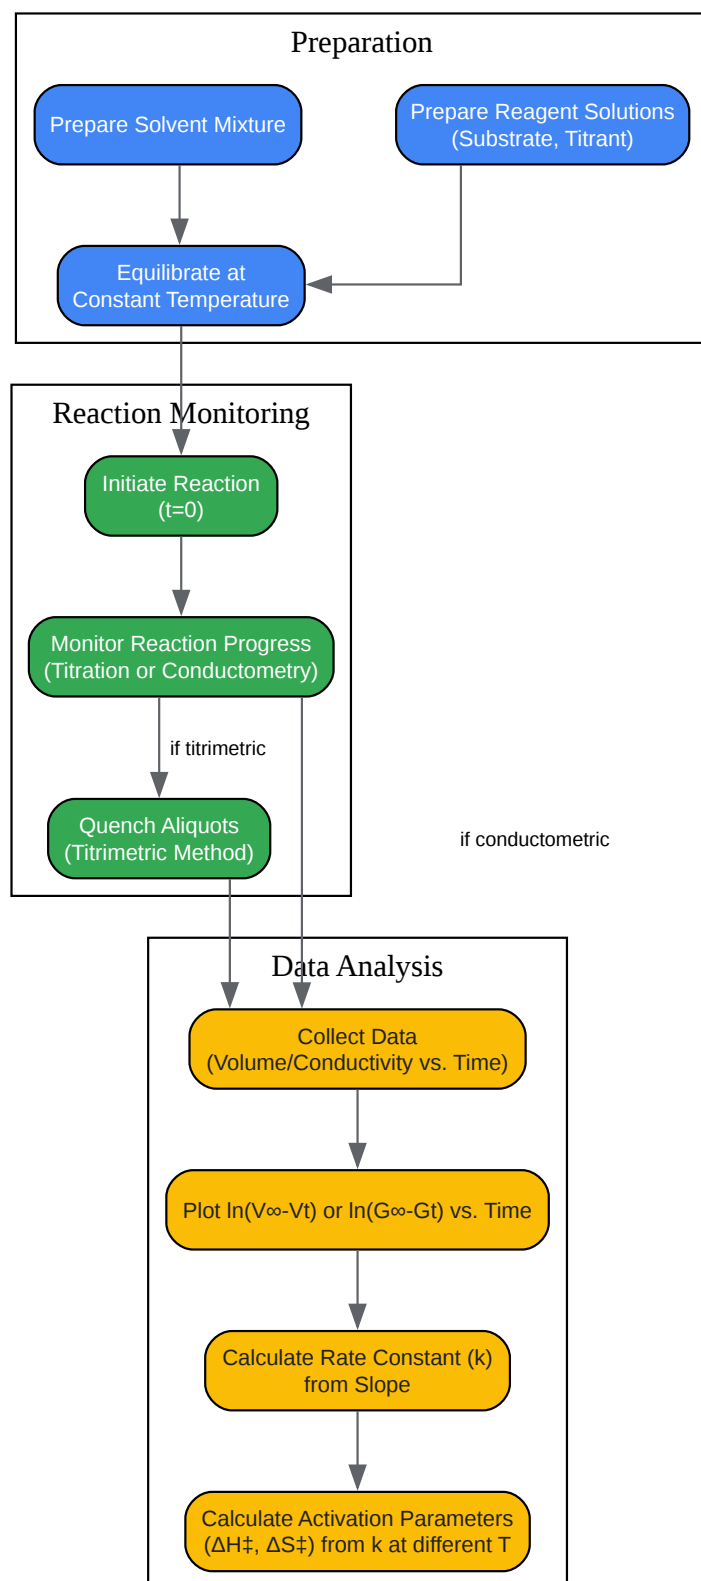 Preparation
Prepare Solvent Mixture
Prepare Reagent Solutions
(Substrate, Titrant)
Equilibrate at
Constant Temperature
Reaction Monitoring
Initiate Reaction
(t=0)
Monitor Reaction Progress
(Titration or Conductometry)
if titrimetric
Quench Aliquots
(Titrimetric Method)
if conductometric
Data Analysis
Collect Data
(Volume/Conductivity vs. Time)
Plot ln(V∞-Vt) or ln(G∞-Gt) vs. Time
Calculate Rate Constant (k)
from Slope
Calculate Activation Parameters
(ΔH‡, ΔS‡) from k at different T